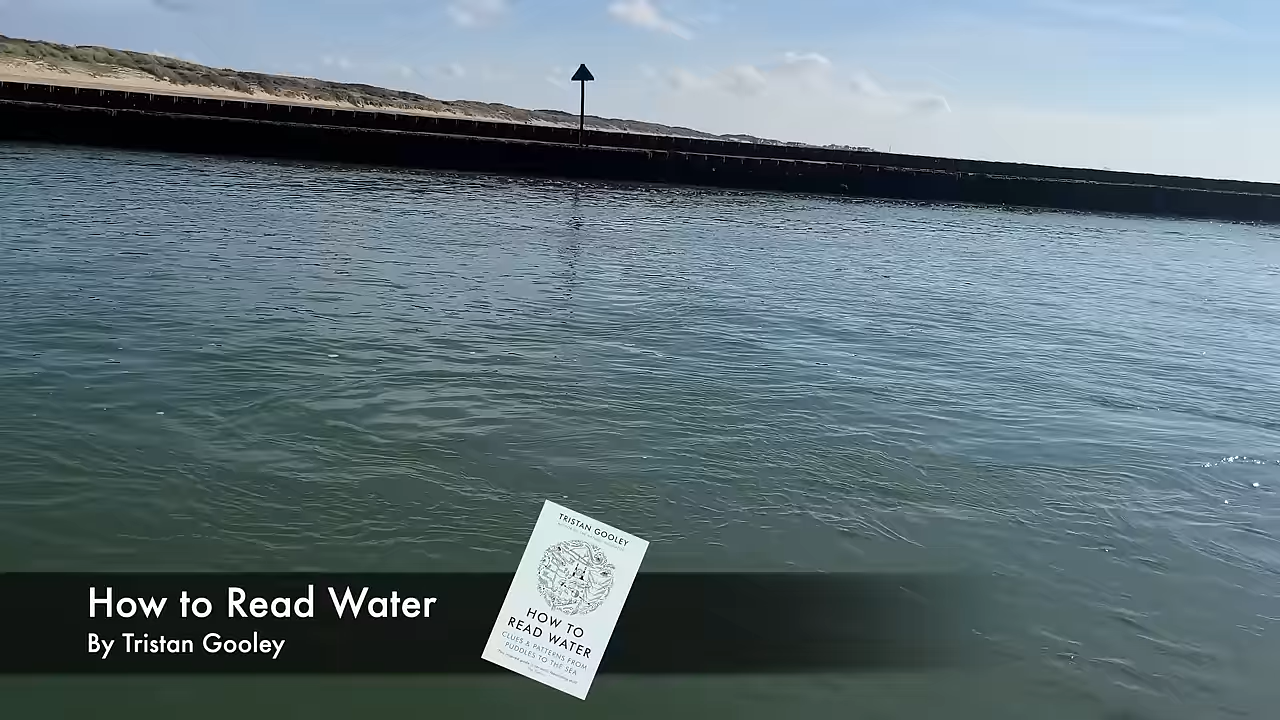 How to Read Water
By Tristan Gooley
TRISTAN GOOLEY
HOW TO
READ WATER
CLUES & PATTERNS FROM
PUDDLES TO THE SEA